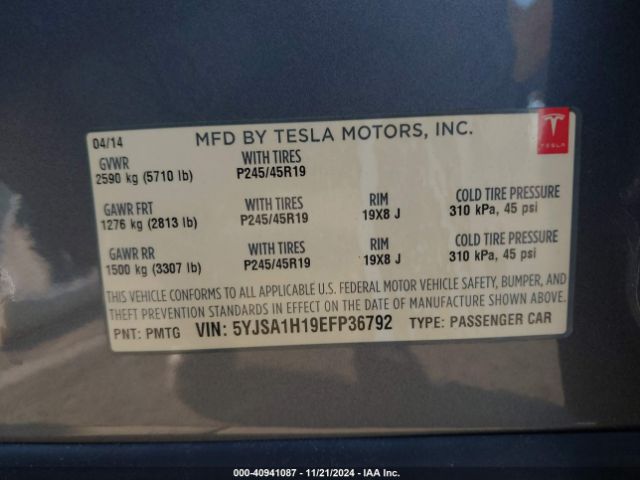 04/14
MFD BY TESLA MOTORS, INC.
TESLA
GVWR WITH TIRES
2590 kg (5710 lb) P245/45R19
GAWR FRT WITH TIRES RIM COLD TIRE PRESSURE
1276 kg (2813 lb) P245/45R19 19X8 J 310 kPa, 45 psi
GAWR RR WITH TIRES RIM COLD TIRE PRESSURE
1500 kg (3307 lb) P245/45R19 19X8 J 310 kPa, 45 psi
THIS VEHICLE CONFORMS TO ALL APPLICABLE U.S. FEDERAL MOTOR VEHICLE SAFETY, BUMPER, AND
THEFT PREVENTION STANDARDS IN EFFECT ON THE DATE OF MANUFACTURE SHOWN ABOVE.
PNT: PMTG VIN: 5YJSA1H19EFP36792 TYPE: PASSENGER CAR
000-40941087 - 11/21/2024 - IAA Inc.